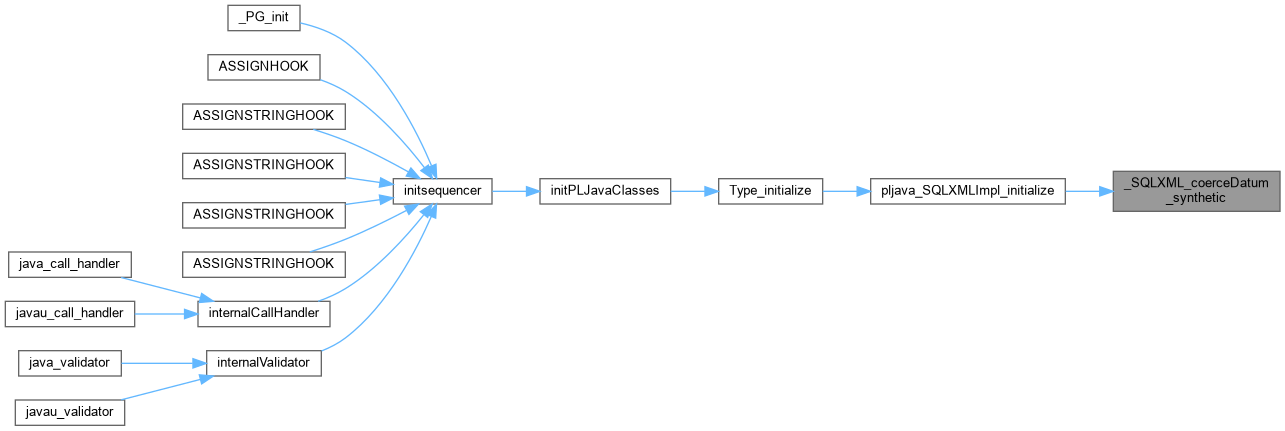 _PG_init
ASSIGNHOOK
ASSIGNSTRINGHOOK
ASSIGNSTRINGHOOK
ASSIGNSTRINGHOOK
ASSIGNSTRINGHOOK
java_call_handler
javau_call_handler
internalCallHandler
java_validator
javau_validator
internalValidator
initsequencer
initPLJavaClasses
Type_initialize
pljava_SQLXMLImpl_initialize
_SQLXML_coerceDatum
_synthetic